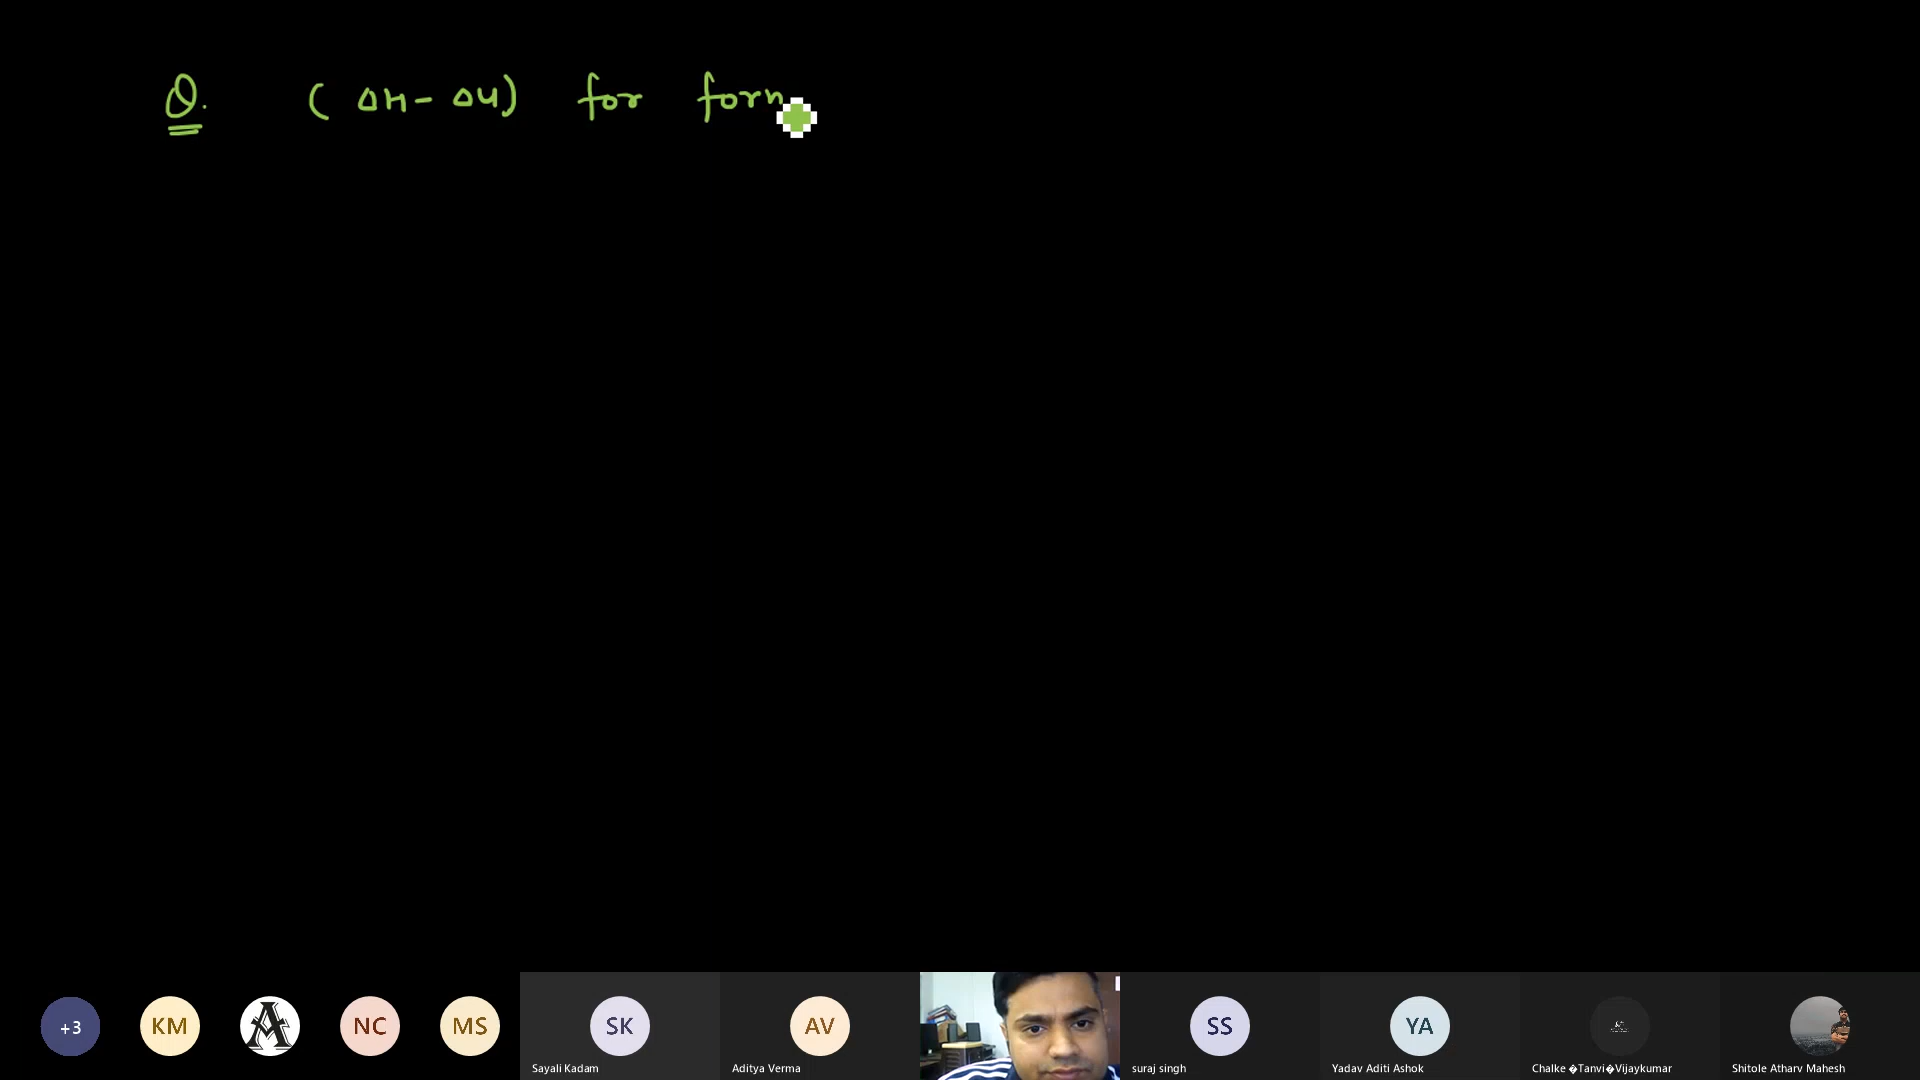 Q. (ΔH - ΔU) for form
+3
KM
NC
MS
SK
AV
SS
YA
Sayali Kadam
Aditya Verma
suraj singh
Yadav Aditi Ashok
Chalke �Tanvi�Vijaykumar
Shitole Atharv Mahesh